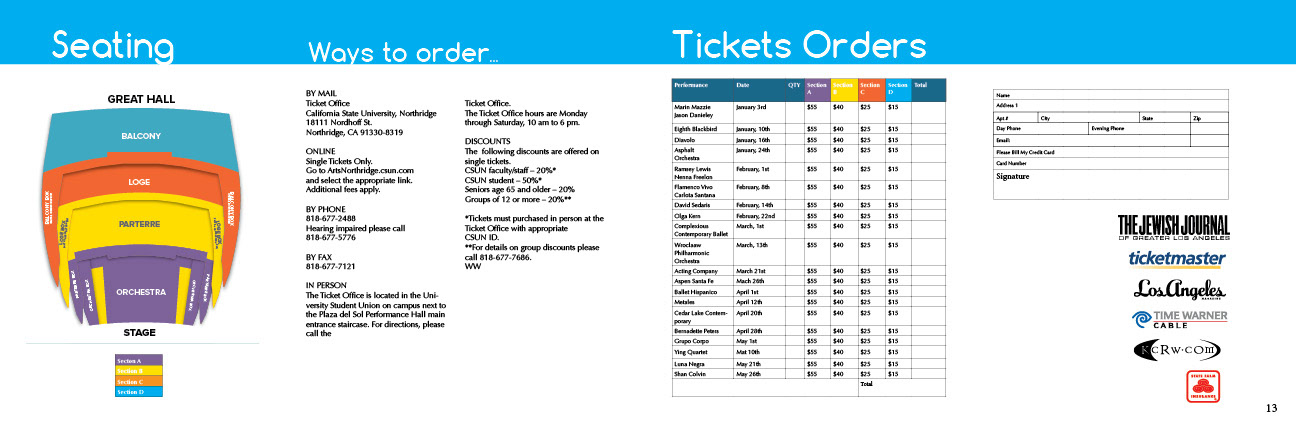 Seating
Ways to order...
Tickets Orders
GREAT HALL
BALCONY
LOGE
PARTERRE
ORCHESTRA
STAGE
Section A
Section B
Section C
Section D
BY MAIL
Ticket Office
California State University, Northridge
18111 Nordhoff St.
Northridge, CA 91330-8319
ONLINE
Single Tickets Only.
Go to ArtsNorthridge.csun.com
and select the appropriate link.
Additional fees apply.
BY PHONE
818-677-2488
Hearing impaired please call
818-677-5776
BY FAX
818-677-7121
IN PERSON
The Ticket Office is located in the Uni-
versity Student Union on campus next to
the Plaza del Sol Performance Hall main
entrance staircase. For directions, please
call the
Ticket Office.
The Ticket Office hours are Monday
through Saturday, 10 am to 6 pm.
DISCOUNTS
The following discounts are offered on
single tickets.
CSUN faculty/staff – 20%*
CSUN student – 50%*
Seniors age 65 and older – 20%
Groups of 12 or more – 20%**
*Tickets must purchased in person at the
Ticket Office with appropriate
CSUN ID.
**For details on group discounts please
call 818-677-7686.
WW
Performance Date QTY Section A Section B Section C Section D Total
Marin Mazzie January 3rd $55 $40 $25 $15
Jason Danieley
Eighth Blackbird January, 10th $55 $40 $25 $15
Diavolo January, 16th $55 $40 $25 $15
Asphalt January, 24th $55 $40 $25 $15
Orchestra
Ramsey Lewis February, 1st $55 $40 $25 $15
Nenna Freelon
Flamenco Vivo February, 8th $55 $40 $25 $15
Carlota Santana
David Sedaris February, 14th $55 $40 $25 $15
Olga Kern February, 22nd $55 $40 $25 $15
Complexious March, 1st $55 $40 $25 $15
Contemporary Ballet
Wroclaaw March, 13th $55 $40 $25 $15
Philharmonic
Orchestra
Acting Company March 21st $55 $40 $25 $15
Aspen Santa Fe Mach 26th $55 $40 $25 $15
Ballet Hispanico April 1st $55 $40 $25 $15
Metales April 12th $55 $40 $25 $15
Cedar Lake Contem- April 20th $55 $40 $25 $15
porary
Bernadette Peters April 28th $55 $40 $25 $15
Grupo Corpo May 1st $55 $40 $25 $15
Ying Quartet Mat 10th $55 $40 $25 $15
Luna Negra May 21th $55 $40 $25 $15
Shan Colvin May 26th $55 $40 $25 $15
Total
Name
Address 1
Apt # City State Zip
Day Phone Evening Phone
Email:
Please Bill My Credit Card
Card Number
Signature
THE JEWISH JOURNAL
OF GREATER LOS ANGELES
ticketmaster
Los Angeles
MAGAZINE
TIME WARNER
CABLE
KCRW.COM
STATE FARM
INSURANCE
13